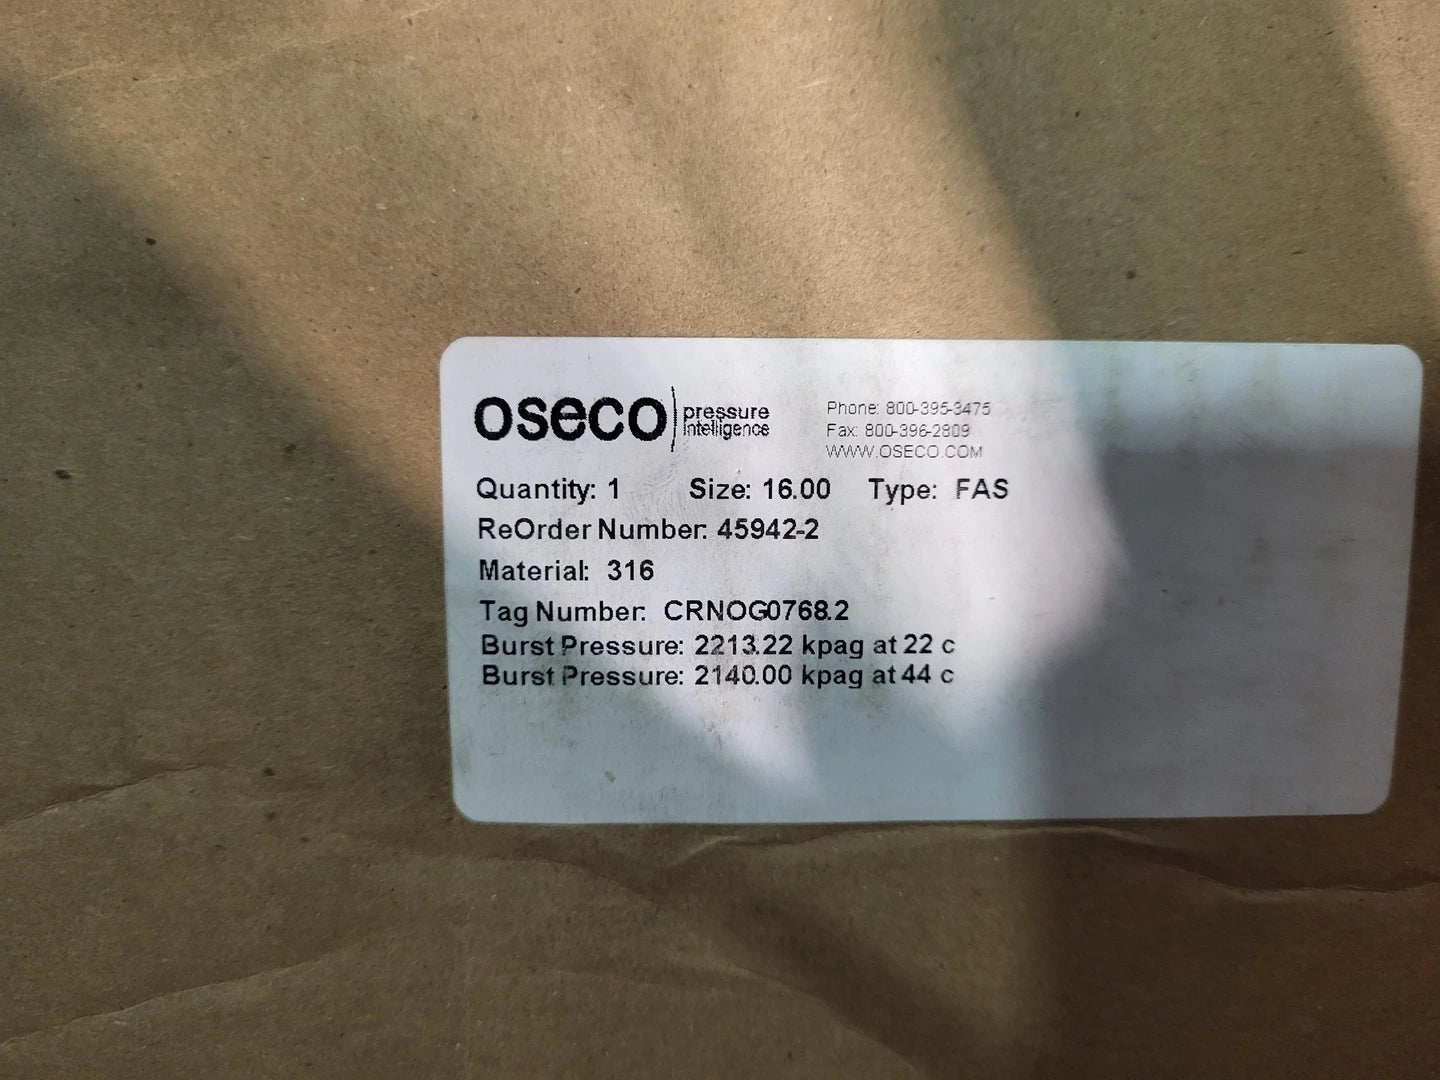 oseco pressure intelligence
Phone: 800-395-3475
Fax: 800-396-2809
WWW.OSECO.COM
Quantity: 1 Size: 16.00 Type: FAS
ReOrder Number: 45942-2
Material: 316
Tag Number: CRNOG0768.2
Burst Pressure: 2213.22 kpag at 22 c
Burst Pressure: 2140.00 kpag at 44 c